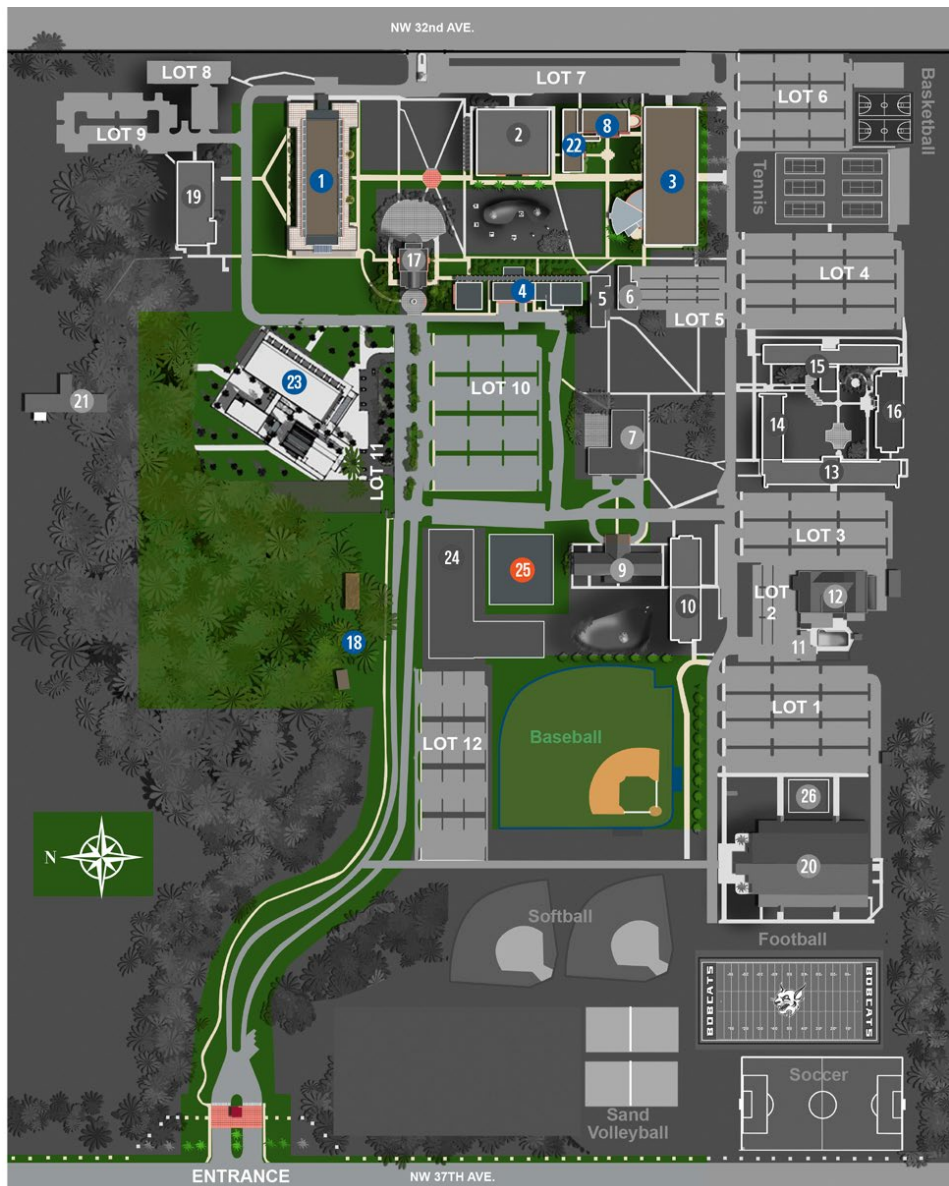 NW 32nd AVE.
LOT 8
LOT 7
LOT 6
Basketball
LOT 9
2
8
22
1
3
19
Tennis
17
LOT 4
4
5
6
LOT 5
23
21
LOT 10
15
16
14
7
LOT 11
13
24
25
9
LOT 3
10
LOT 2
12
18
11
LOT 12
Baseball
LOT 1
26
N
20
Softball
Football
BOBCATS
BOBCATS
Soccer
Sand
Volleyball
ENTRANCE
NW 37TH AVE.